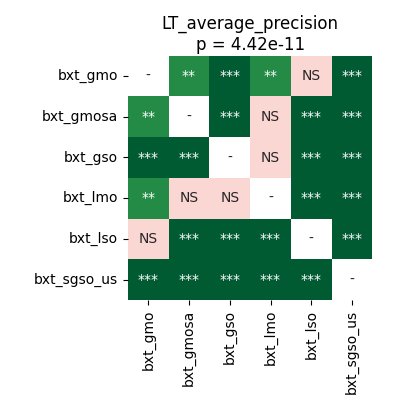 LT_average_precision
p = 4.42e-11
bxt_gmo - ** *** ** NS ***
bxt_gmosa ** - *** NS *** ***
bxt_gso *** *** - NS *** ***
bxt_lmo ** NS NS - *** ***
bxt_lso NS *** *** *** - ***
bxt_sgso_us *** *** *** *** *** -
bxt_gmo
bxt_gmosa
bxt_gso
bxt_lmo
bxt_lso
bxt_sgso_us